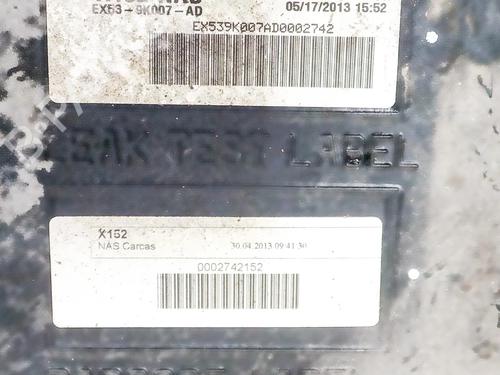 EX53-9K007-AD
05/17/2013 15:52
EX539K007AD0002742
LEAK TEST LABEL
X152
NAS Carcas
30.04.2013 09:41:30
0002742152